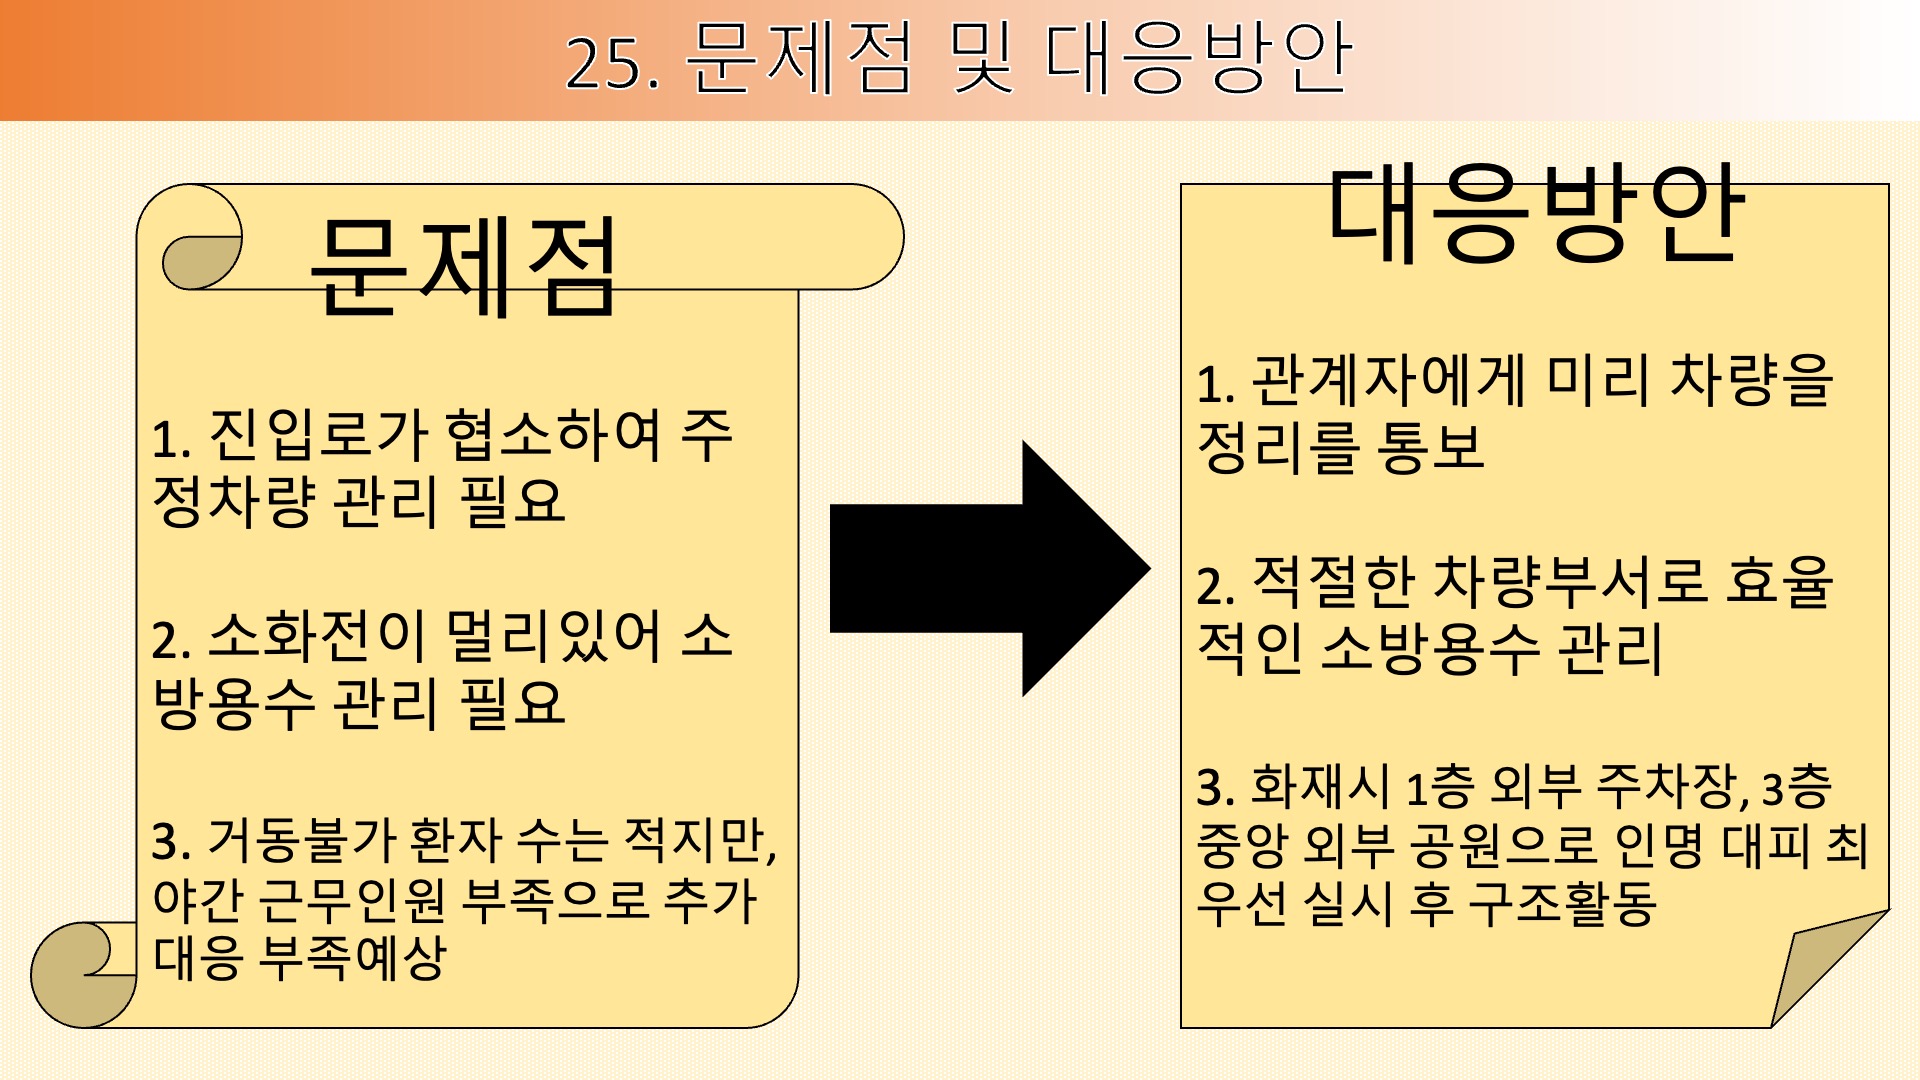 25. 문제점 및 대응방안
문제점
1. 진입로가 협소하여 주
정차량 관리 필요
2. 소화전이 멀리있어 소
방용수 관리 필요
3. 거동불가 환자 수는 적지만,
야간 근무인원 부족으로 추가
대응 부족예상
대응방안
1. 관계자에게 미리 차량을
정리를 통보
2. 적절한 차량부서로 효율
적인 소방용수 관리
3. 화재시 1층 외부 주차장, 3층
중앙 외부 공원으로 인명 대피 최
우선 실시 후 구조활동